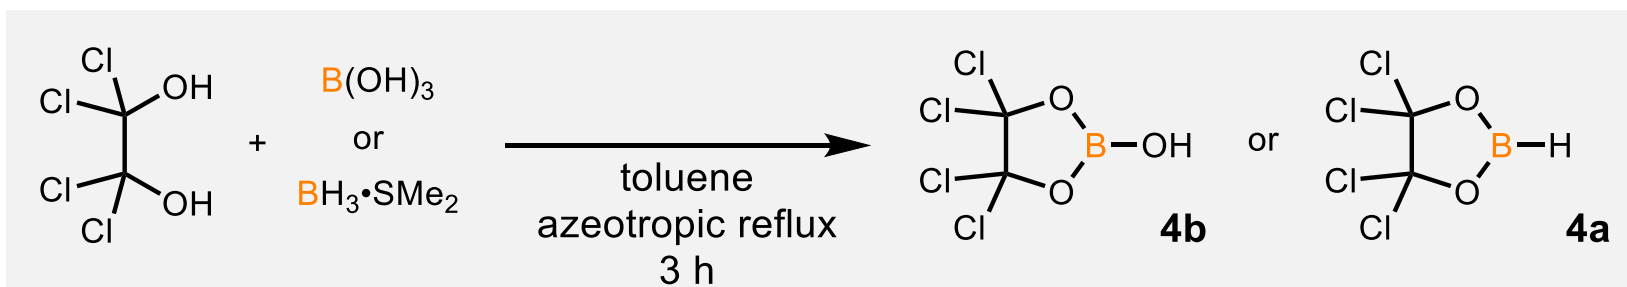 Cl
Cl
OH
Cl
Cl
OH
+
B(OH)₃
or
BH₃•SMe₂
toluene
azeotropic reflux
3 h
Cl
Cl
O
B
OH
O
Cl
Cl
4b
or
Cl
Cl
O
B
H
O
Cl
Cl
4a